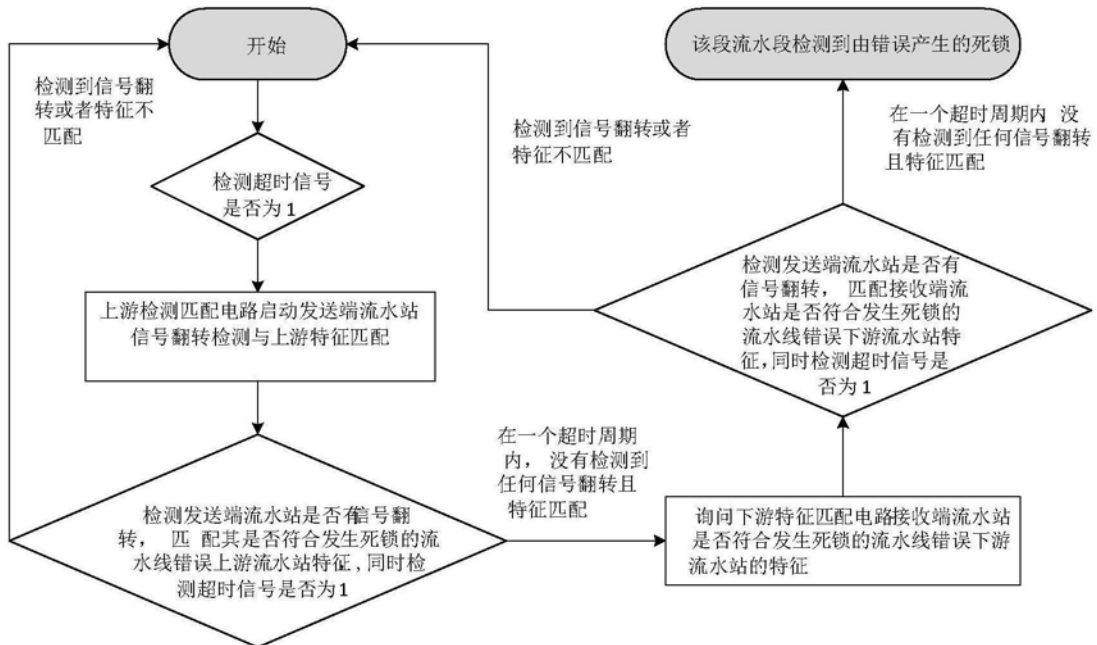 开始
检测到信号翻
转或者特征不
匹配
检测超时信号
是否为 1
上游检测匹配电路启动发送端流水站
信号翻转检测与上游特征匹配
检测发送端流水站是否有信号翻
转， 匹 配其是否符合发生死锁的流
水线错误上游流水站特征，同时检
测超时信号是否为 1
在一个超时周期
内， 没有检测到
任何信号翻转且
特征匹配
询问下游特征匹配电路接收端流水站
是否符合发生死锁的流水线错误下游
流水站的特征
检测发送端流水站是否有
信号翻转， 匹配接收端流
水站是否符合发生死锁的
流水线错误下游流水站特
征，同时检测超时信号是
否为 1
检测到信号翻转或者
特征不匹配
在一个超时周期内 没
有检测到任何信号翻转
且特征匹配
该段流水段检测到由错误产生的死锁